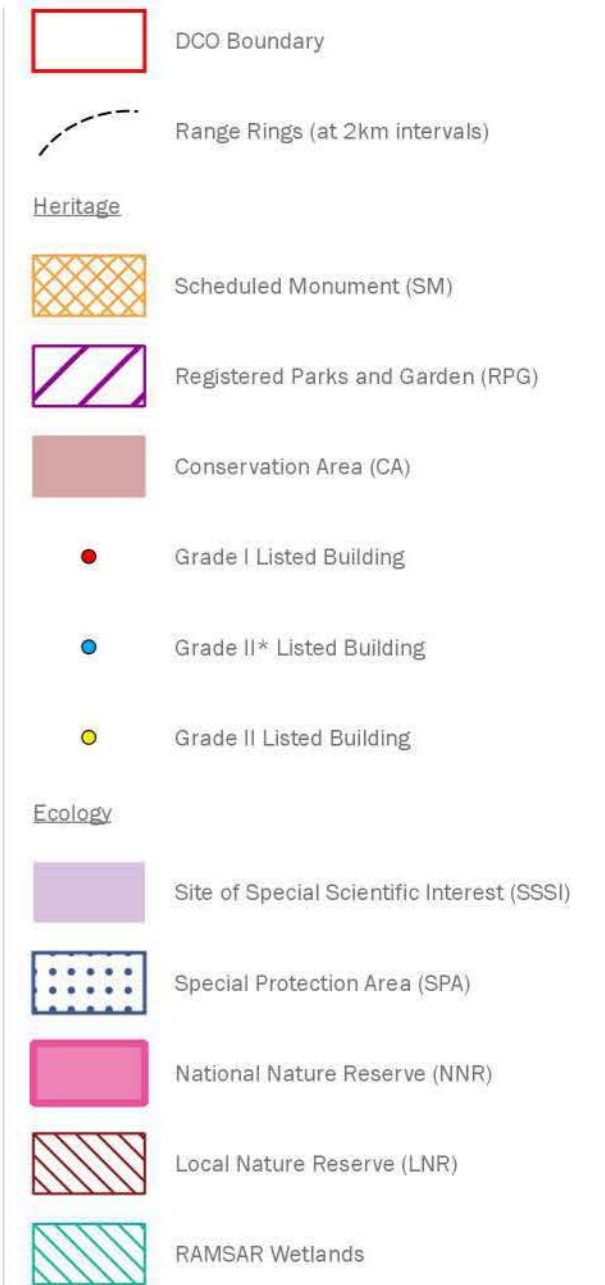 DCO Boundary
Range Rings (at 2km intervals)
Heritage
Scheduled Monument (SM)
Registered Parks and Garden (RPG)
Conservation Area (CA)
Grade I Listed Building
Grade II* Listed Building
Grade II Listed Building
Ecology
Site of Special Scientific Interest (SSSI)
Special Protection Area (SPA)
National Nature Reserve (NNR)
Local Nature Reserve (LNR)
RAMSAR Wetlands